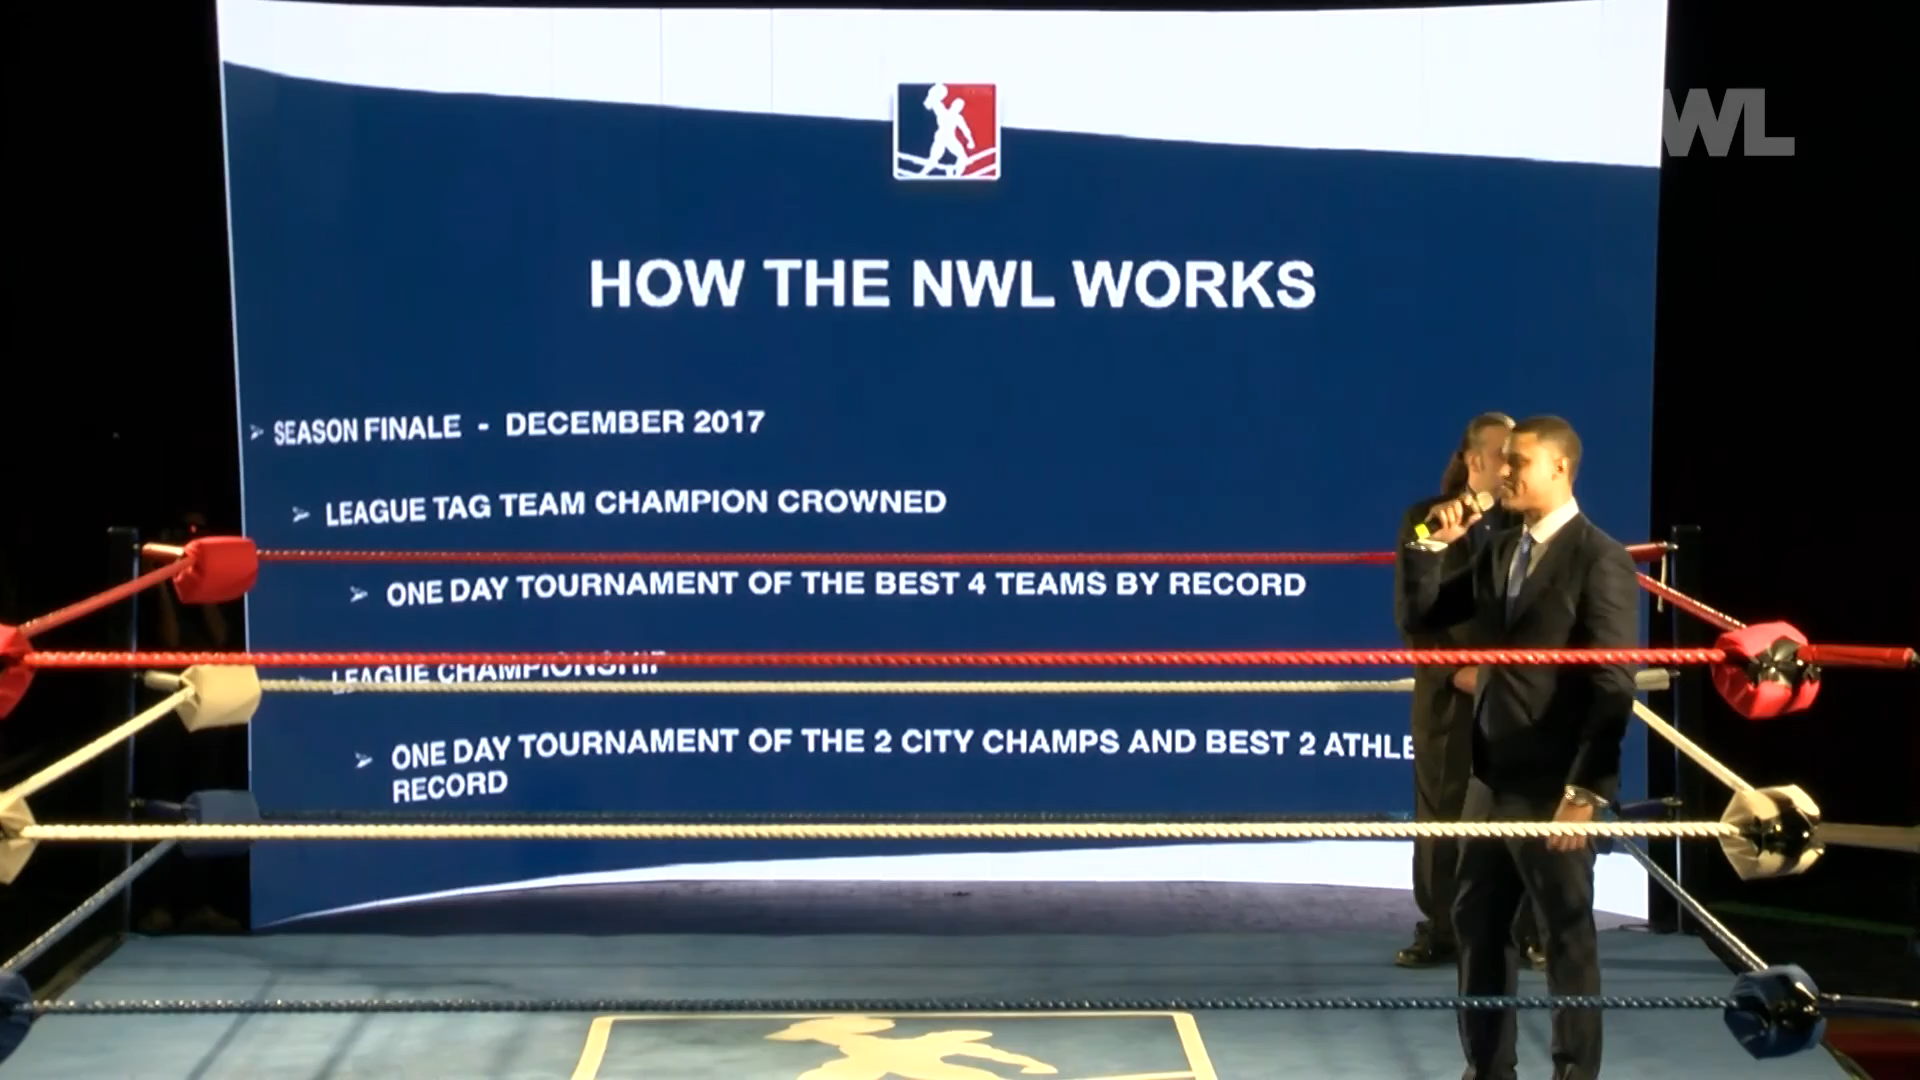 WL
HOW THE NWL WORKS
SEASON FINALE - DECEMBER 2017
LEAGUE TAG TEAM CHAMPION CROWNED
ONE DAY TOURNAMENT OF THE BEST 4 TEAMS BY RECORD
LEAGUE CHAMPIONSHIP
ONE DAY TOURNAMENT OF THE 2 CITY CHAMPS AND BEST 2 ATHLE
RECORD